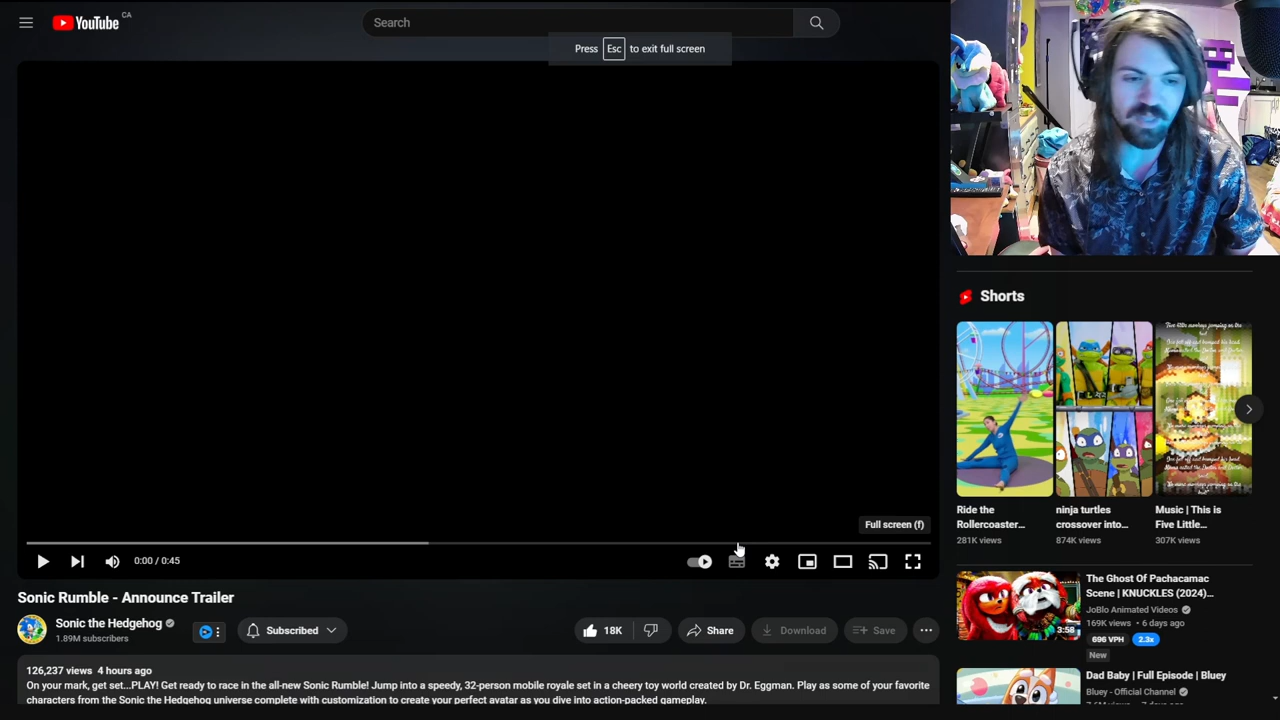 YouTube CA
Search
Press Esc to exit full screen
Full screen (f)
0:00 / 0:45
Sonic Rumble - Announce Trailer
Sonic the Hedgehog
1.89M subscribers
Subscribed
18K
Share
Download
Save
126,237 views 4 hours ago
On your mark, get set...PLAY! Get ready to race in the all-new Sonic Rumble! Jump into a speedy, 32-person mobile royale set in a cheery toy world created by Dr. Eggman. Play as some of your favorite
characters from the Sonic the Hedgehog universe complete with customization to create your perfect avatar as you dive into action-packed gameplay.
Shorts
Ride the
Rollercoaster...
281K views
ninja turtles
crossover into...
874K views
Music | This is
Five Little...
307K views
3:58
The Ghost Of Pachacamac
Scene | KNUCKLES (2024)...
JoBlo Animated Videos
169K views • 6 days ago
696 VPH 2.3x
New
Dad Baby | Full Episode | Bluey
Bluey - Official Channel